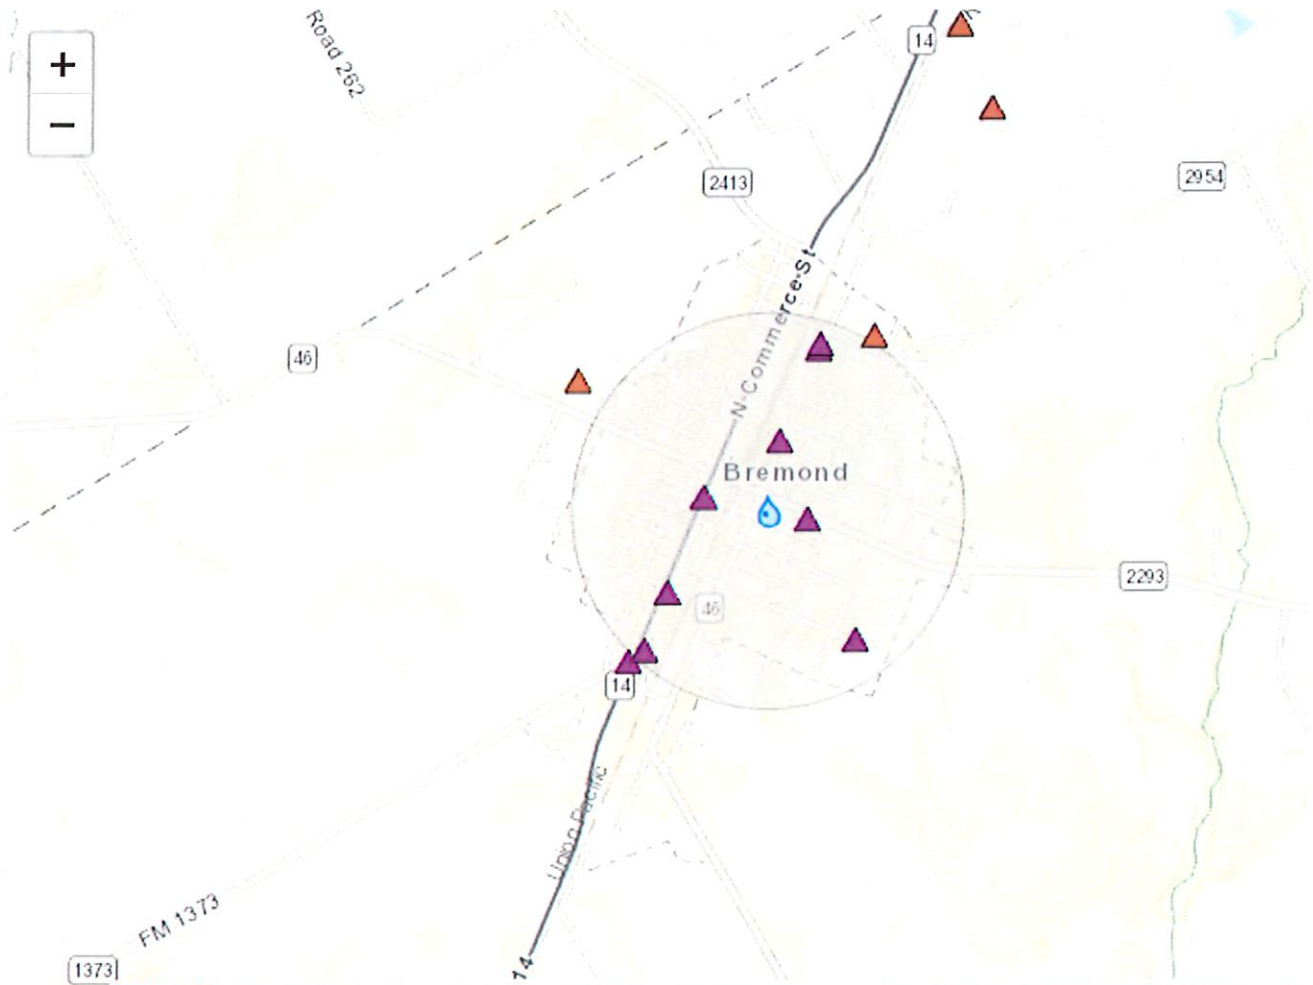 +
−
Road 262
14
2413
2954
N Commerce St
46
Bremond
46
2293
14
Union Pacific
FM 1373
1373
14